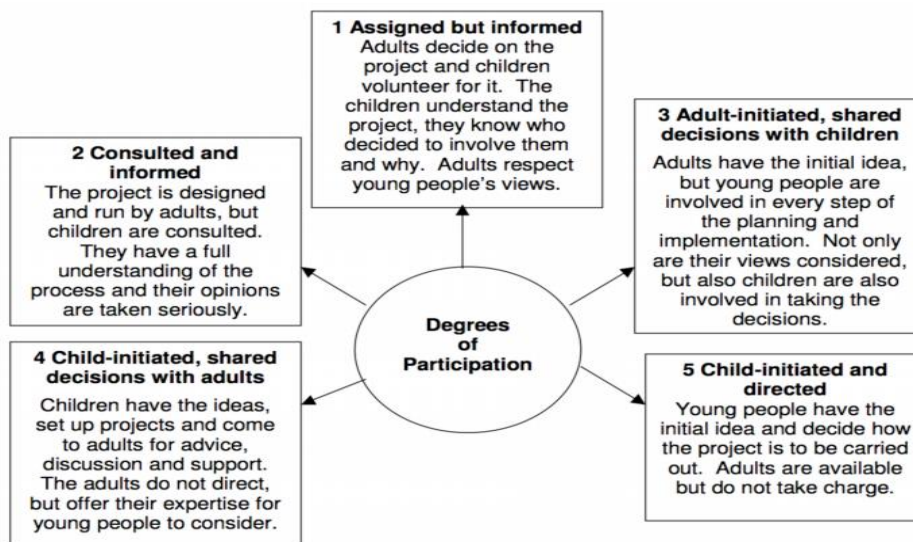 1 Assigned but informed
Adults decide on the
project and children
volunteer for it. The
children understand the
project, they know who
decided to involve them
and why. Adults respect
young people's views.
2 Consulted and
informed
The project is designed
and run by adults, but
children are consulted.
They have a full
understanding of the
process and their opinions
are taken seriously.
3 Adult-initiated, shared
decisions with children
Adults have the initial idea,
but young people are
involved in every step of
the planning and
implementation. Not only
are their views considered,
but also children are also
involved in taking the
decisions.
Degrees
of
Participation
4 Child-initiated, shared
decisions with adults
Children have the ideas,
set up projects and come
to adults for advice,
discussion and support.
The adults do not direct,
but offer their expertise for
young people to consider.
5 Child-initiated and
directed
Young people have the
initial idea and decide how
the project is to be carried
out. Adults are available
but do not take charge.